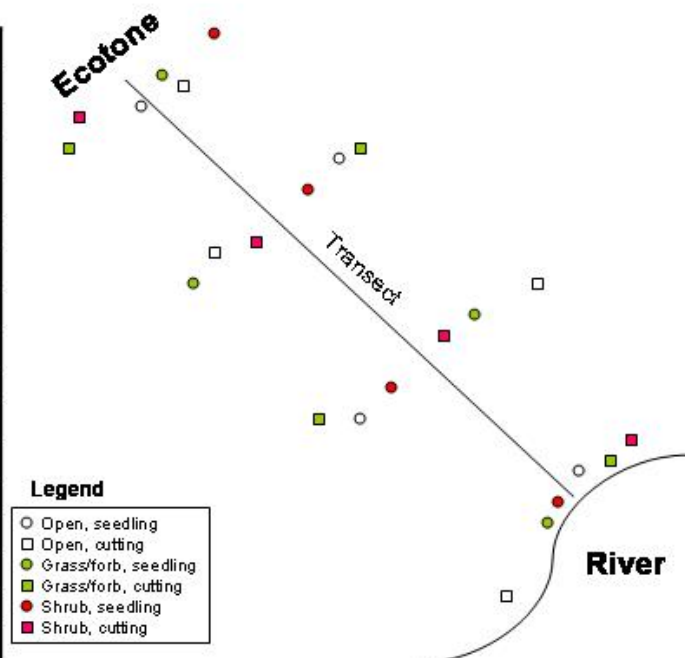 Ecotone
Transect
River
Legend
Open, seedling
Open, cutting
Grass/forb, seedling
Grass/forb, cutting
Shrub, seedling
Shrub, cutting